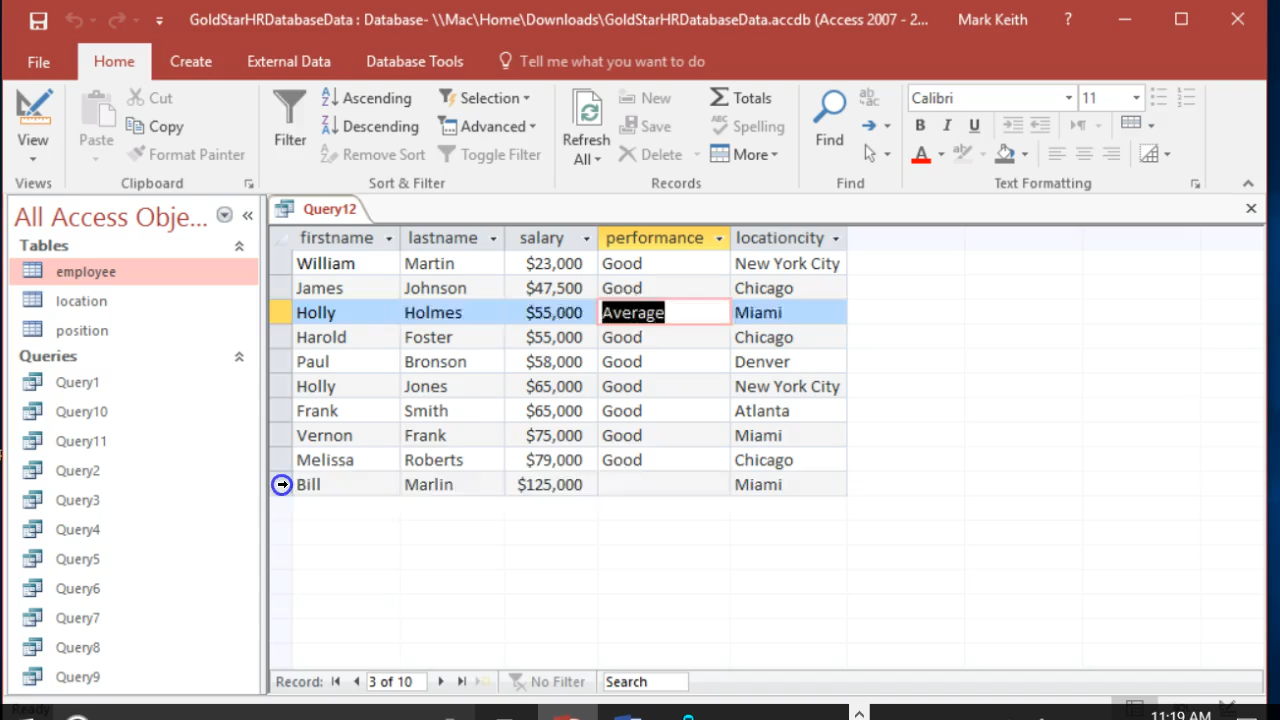 GoldStarHRDatabaseData : Database- \\Mac\Home\Downloads\GoldStarHRDatabaseData.accdb (Access 2007 - 2... Mark Keith ?
File Home Create External Data Database Tools Tell me what you want to do
View
Views
Paste Cut
Copy
Format Painter
Clipboard
Filter Ascending Selection
Descending Advanced
Remove Sort Toggle Filter
Sort & Filter
Refresh All New Totals
Save Spelling
Delete More
Records
Find
Find
Calibri 11
B I U
A
Text Formatting
All Access Obje...
Tables
employee
location
position
Queries
Query1
Query10
Query11
Query2
Query3
Query4
Query5
Query6
Query7
Query8
Query9
Query12
firstname lastname salary performance locationcity
William Martin $23,000 Good New York City
James Johnson $47,500 Good Chicago
Holly Holmes $55,000 Average Miami
Harold Foster $55,000 Good Chicago
Paul Bronson $58,000 Good Denver
Holly Jones $65,000 Good New York City
Frank Smith $65,000 Good Atlanta
Vernon Frank $75,000 Good Miami
Melissa Roberts $79,000 Good Chicago
Bill Marlin $125,000 Miami
Record: 3 of 10 No Filter Search
Ready
11:19 AM